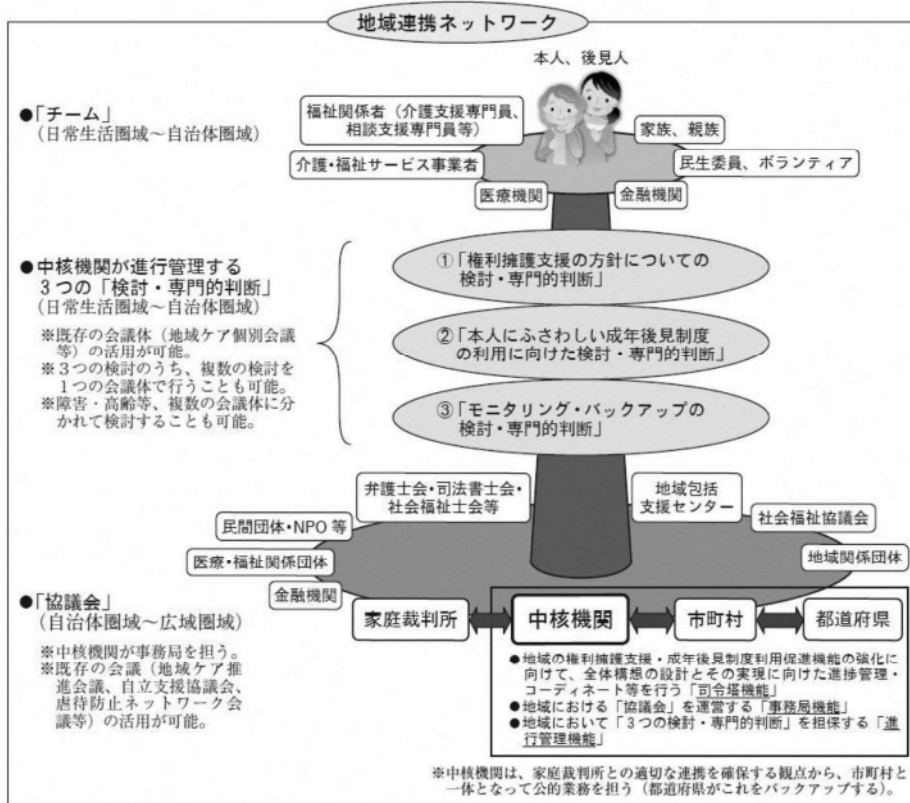 地域連携ネットワーク
本人、後見人
●「チーム」
（日常生活圏域～自治体圏域）
福祉関係者（介護支援専門員、
相談支援専門員等）
家族、親族
介護・福祉サービス事業者
民生委員、ボランティア
医療機関
金融機関
●中核機関が進行管理する
３つの「検討・専門的判断」
（日常生活圏域～自治体圏域）
※既存の会議体（地域ケア個別会議
等）の活用が可能。
※３つの検討のうち、複数の検討を
１つの会議体で行うことも可能。
※障害・高齢等、複数の会議体に分
かれて検討することも可能。
①「権利擁護支援の方針についての
検討・専門的判断」
②「本人にふさわしい成年後見制度
の利用に向けた検討・専門的判断」
③「モニタリング・バックアップの
検討・専門的判断」
弁護士会・司法書士会・
社会福祉士会等
地域包括
支援センター
民間団体・NPO 等
社会福祉協議会
医療・福祉関係団体
地域関係団体
金融機関
●「協議会」
（自治体圏域～広域圏域）
※中核機関が事務局を担う。
※既存の会議（地域ケア推
進会議、自立支援協議会、
虐待防止ネットワーク会
議等）の活用が可能。
家庭裁判所
中核機関
市町村
都道府県
●地域の権利擁護支援・成年後見制度利用促進機能の強化に
向けて、全体構想の設計とその実現に向けた進捗管理・
コーディネート等を行う「司令塔機能」
●地域における「協議会」を運営する「事務局機能」
●地域において「３つの検討・専門的判断」を担保する「進
行管理機能」
※中核機関は、家庭裁判所との適切な連携を確保する観点から、市町村と
一体となって公的業務を担う（都道府県がこれをバックアップする）。